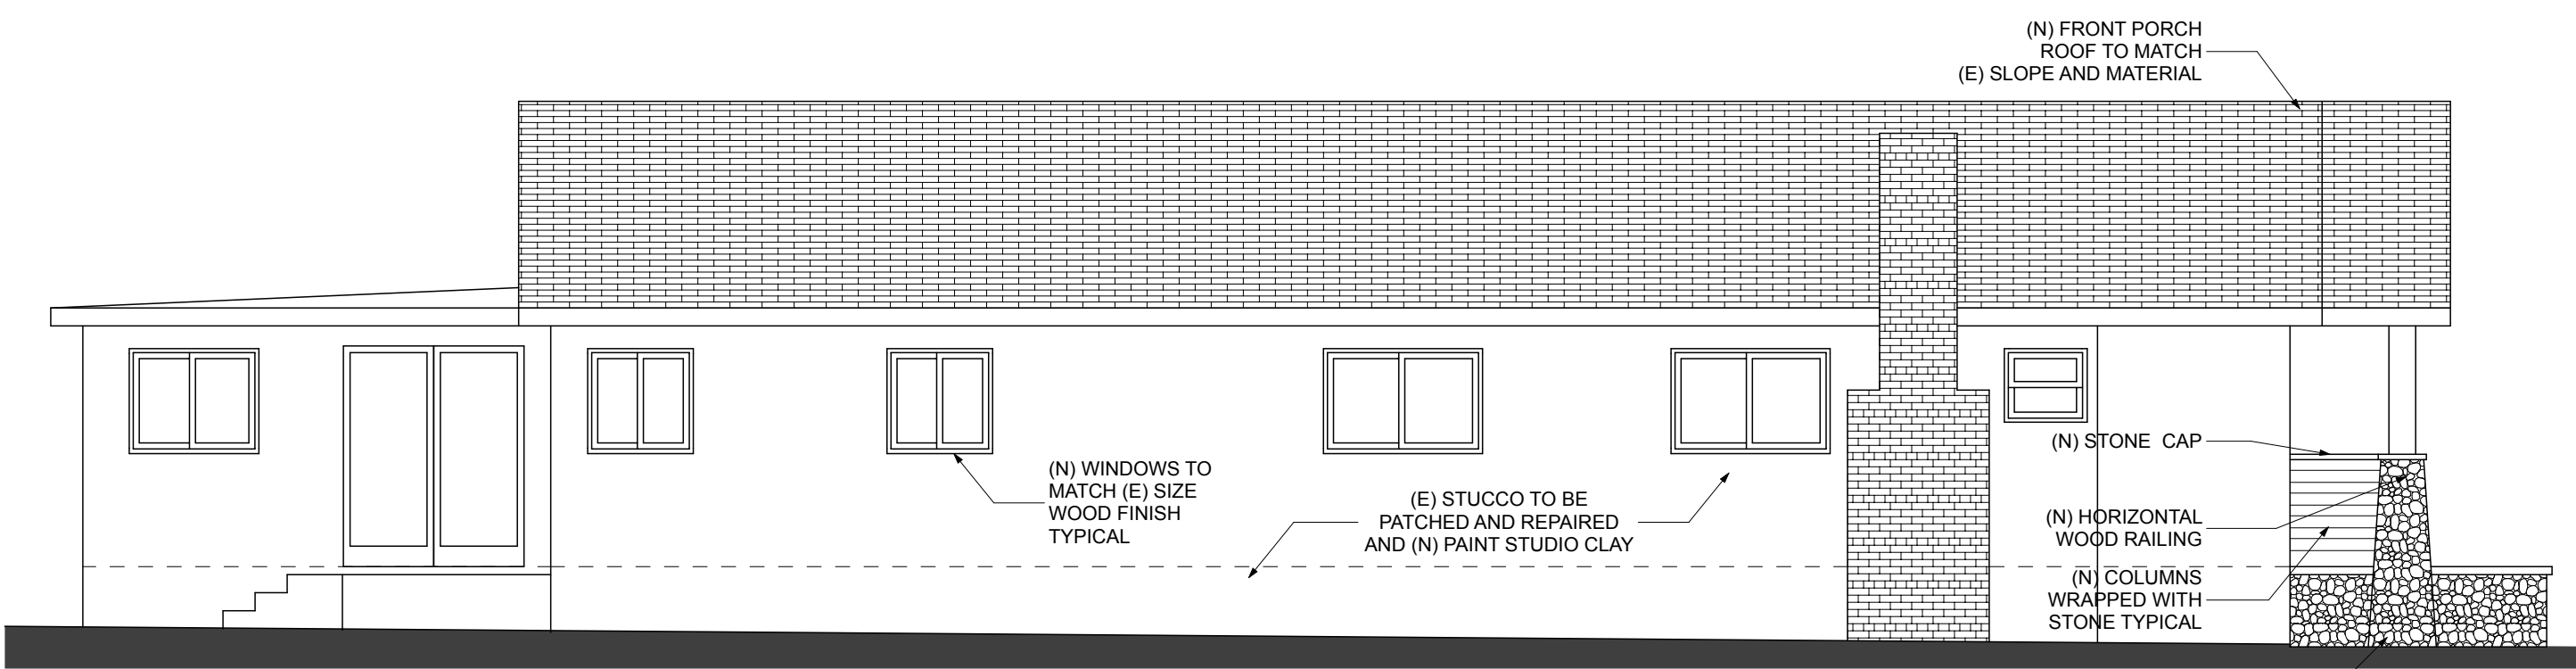 (N) FRONT PORCH
ROOF TO MATCH
(E) SLOPE AND MATERIAL
(N) STONE CAP
(N) WINDOWS TO
MATCH (E) SIZE
WOOD FINISH
TYPICAL
(E) STUCCO TO BE
PATCHED AND REPAIRED
AND (N) PAINT STUDIO CLAY
(N) HORIZONTAL
WOOD RAILING
(N) COLUMNS
WRAPPED WITH
STONE TYPICAL